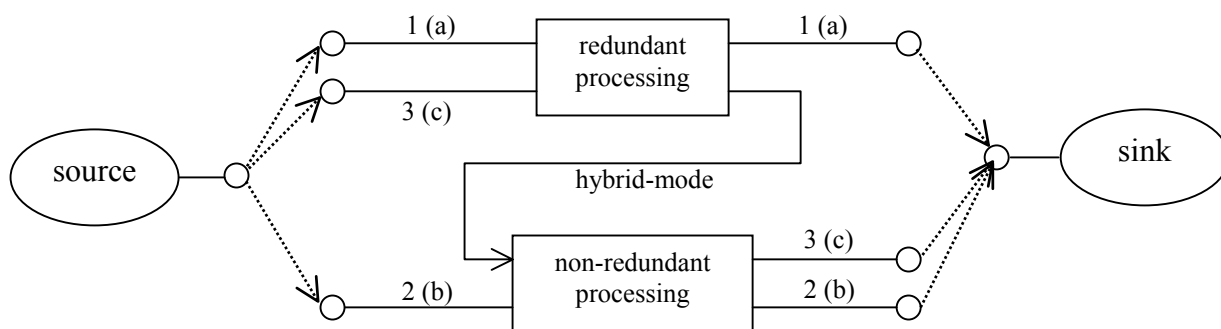 1 (a)
redundant
processing
1 (a)
3 (c)
source
hybrid-mode
sink
non-redundant
processing
3 (c)
2 (b)
2 (b)